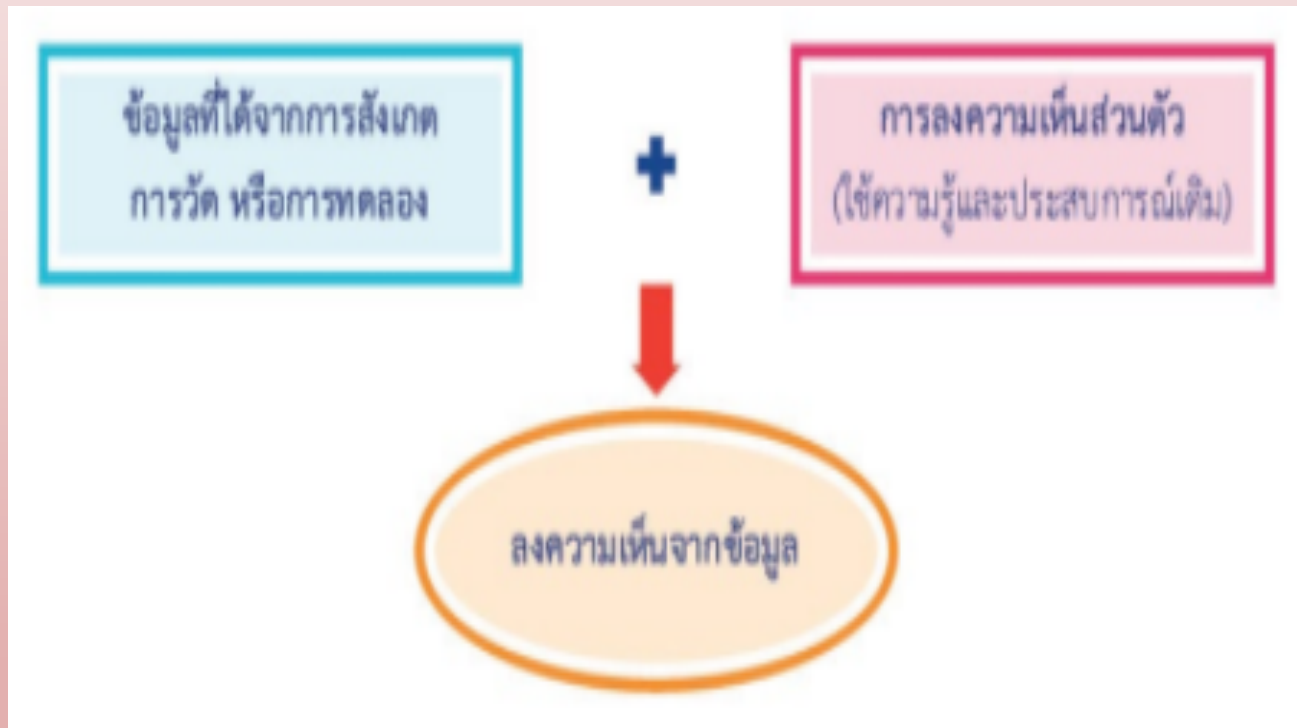 ข้อมูลที่ได้จากการสังเกต
การวัด หรือการทดลอง
การลงความเห็นส่วนตัว
(ใช้ความรู้และประสบการณ์เดิม)
ลงความเห็นจากข้อมูล